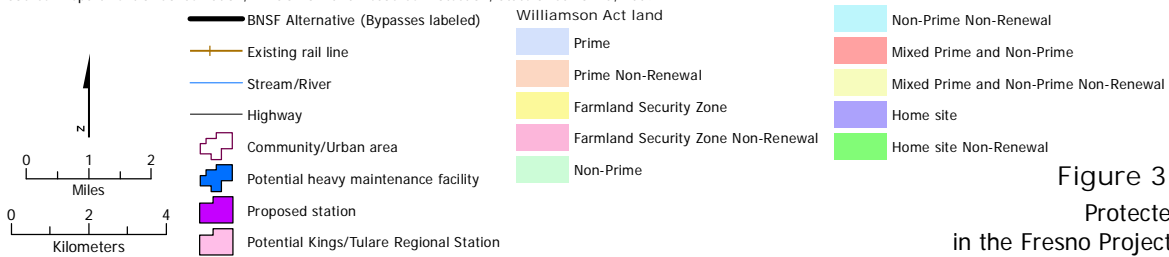 BNSF Alternative (Bypasses labeled)
Existing rail line
Stream/River
Highway
Community/Urban area
Potential heavy maintenance facility
Proposed station
Potential Kings/Tulare Regional Station
Williamson Act land
Prime
Prime Non-Renewal
Farmland Security Zone
Farmland Security Zone Non-Renewal
Non-Prime
Non-Prime Non-Renewal
Mixed Prime and Non-Prime
Mixed Prime and Non-Prime Non-Renewal
Home site
Home site Non-Renewal
N
0 1 2
Miles
0 2 4
Kilometers
Figure 3
Protecte
in the Fresno Project